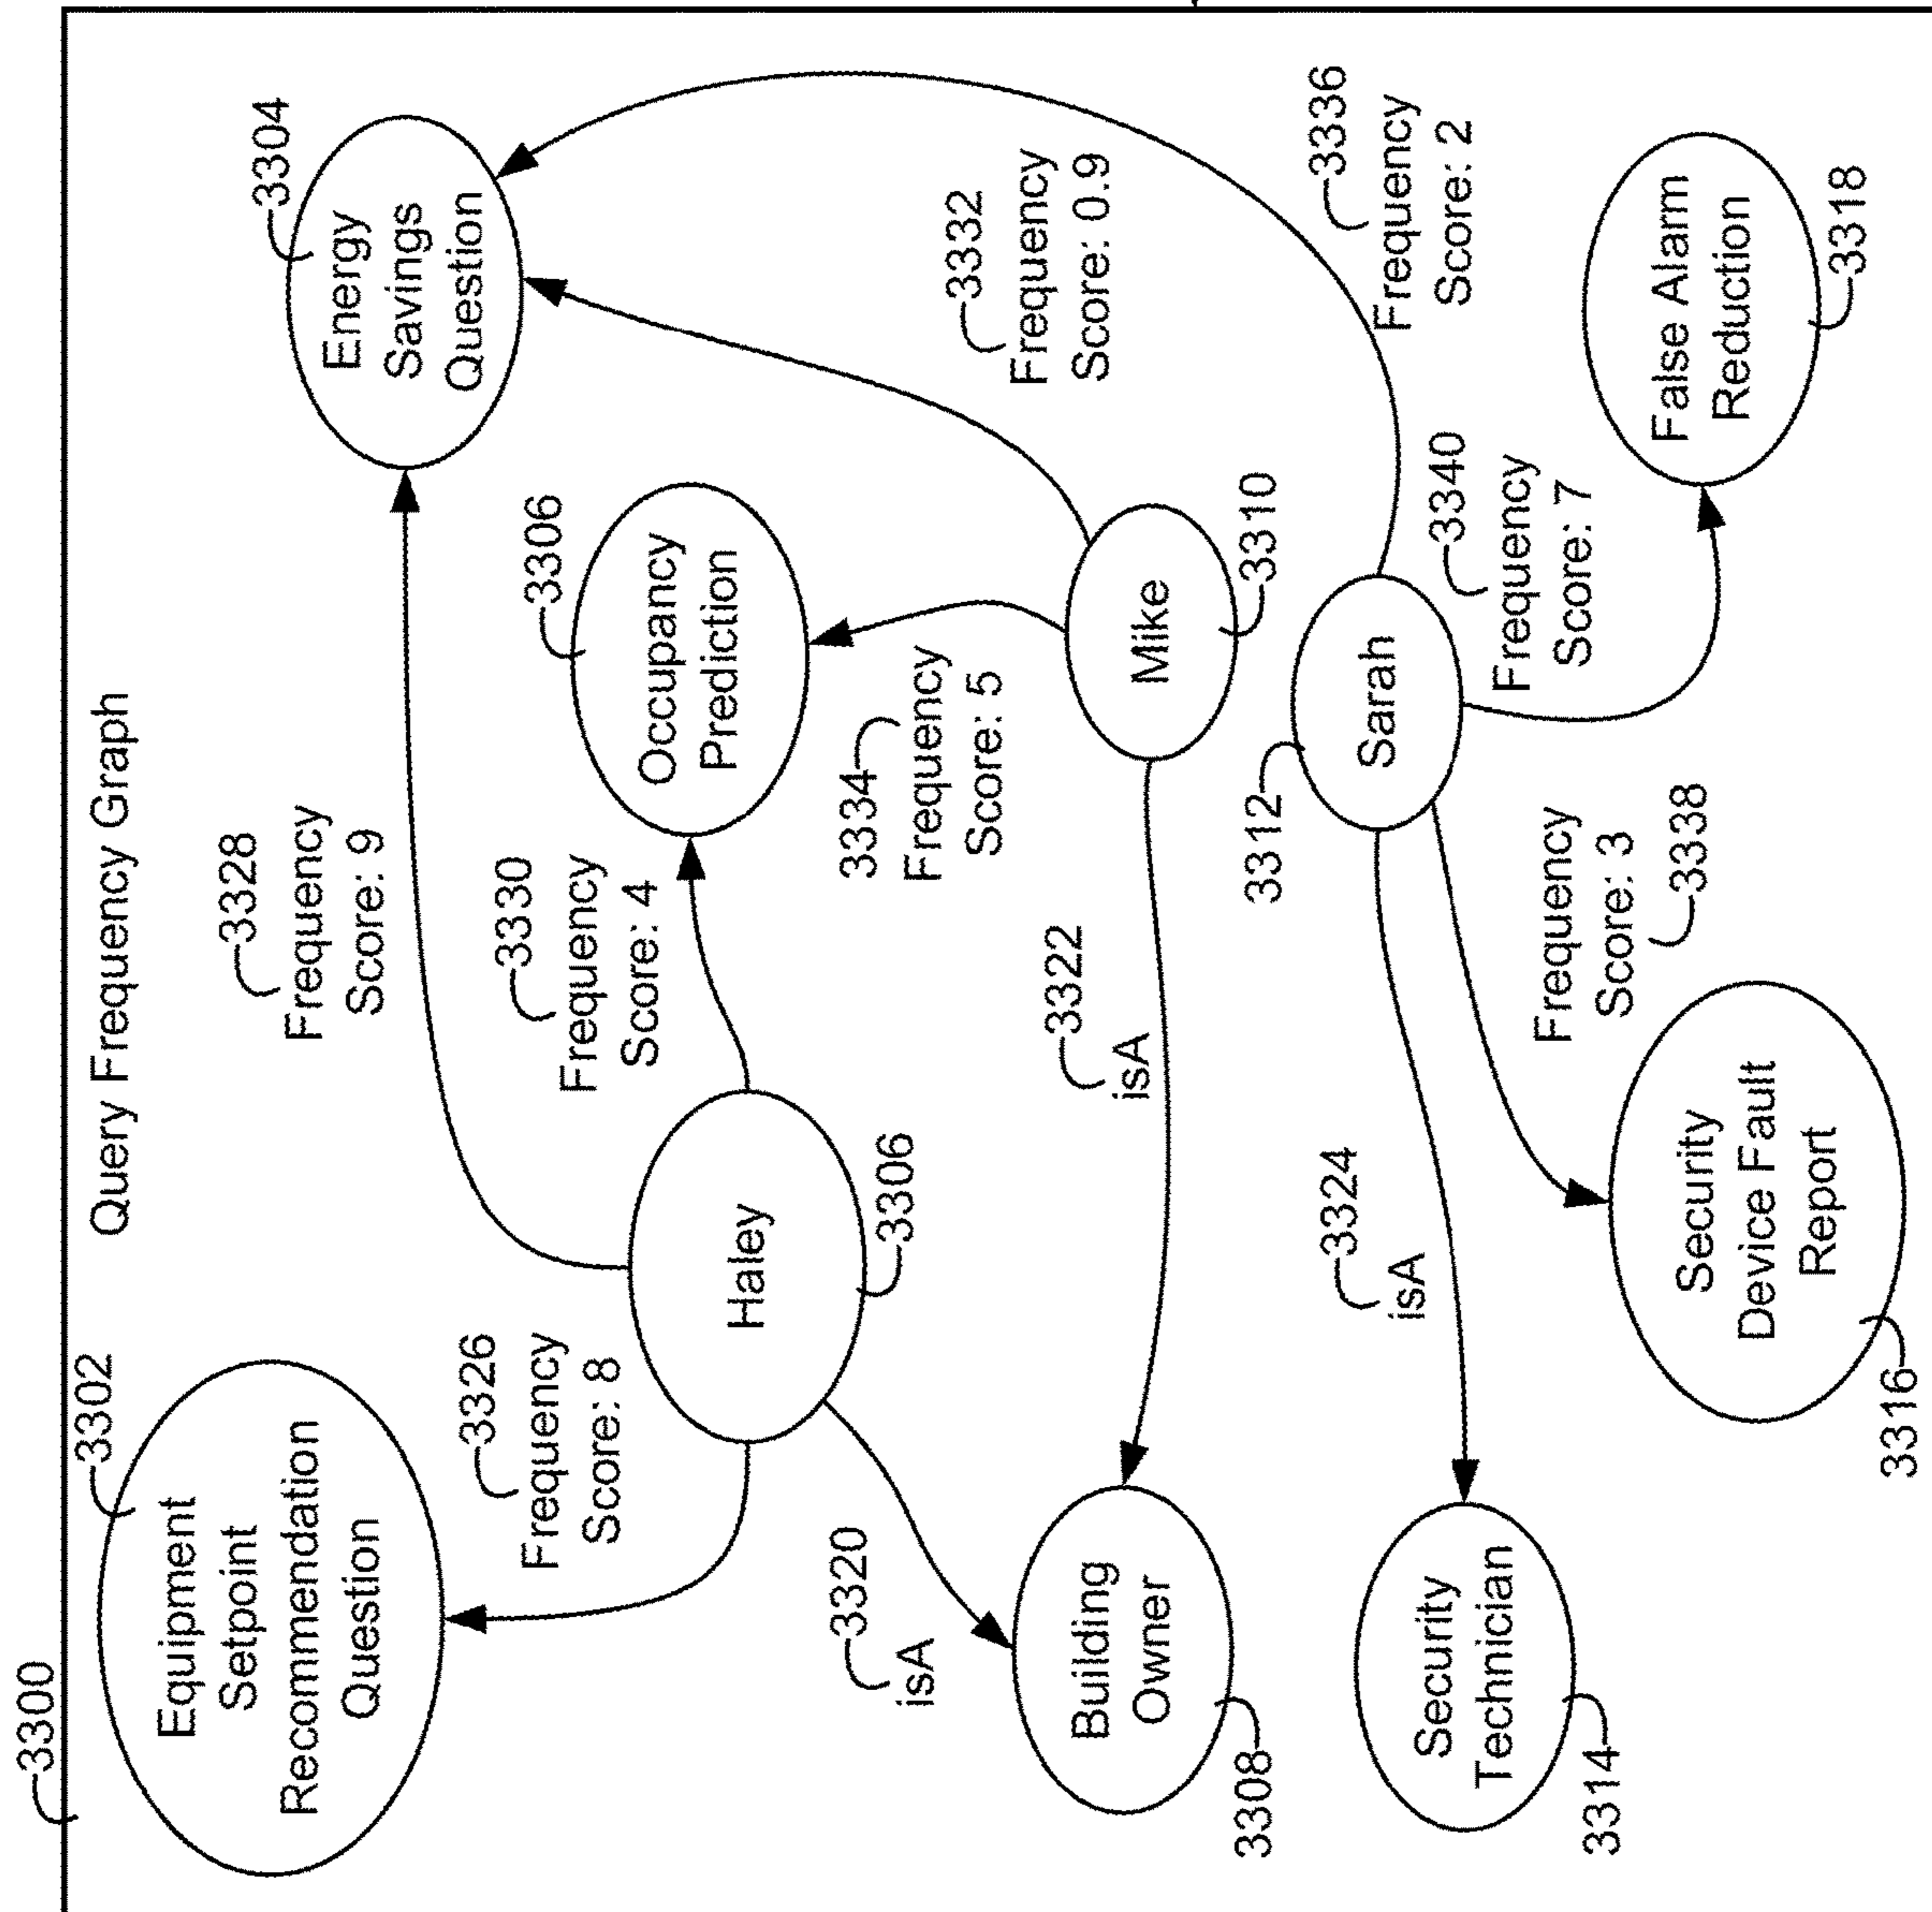 3300
Query Frequency Graph
3302
Equipment
Setpoint
Recommendation
Question
3328
Frequency
Score: 9
3304
Energy
Savings
Question
3326
Frequency
Score: 8
3330
Frequency
Score: 4
3306
Occupancy
Prediction
Haley
3306
3334
Frequency
Score: 5
3332
Frequency
Score: 0.9
3320
isA
3322
isA
Mike
3310
Building
Owner
3308
3312
Sarah
3336
Frequency
Score: 2
3324
isA
3340
Frequency
Score: 7
Security
Technician
3314
Frequency
Score: 3
3338
Security
Device Fault
Report
3316
False Alarm
Reduction
3318